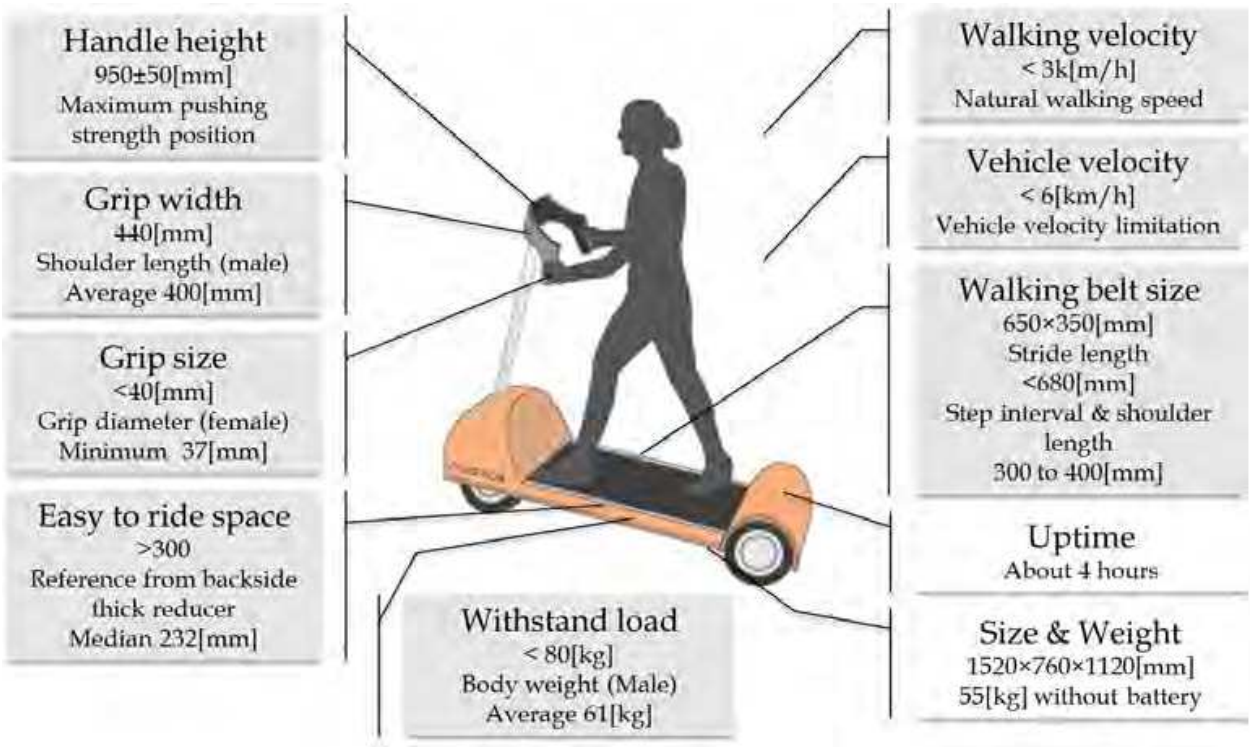 Handle height
950±50[mm]
Maximum pushing
strength position
Grip width
440[mm]
Shoulder length (male)
Average 400[mm]
Grip size
<40[mm]
Grip diameter (female)
Minimum 37[mm]
Easy to ride space
>300
Reference from backside
thick reducer
Median 232[mm]
Withstand load
< 80[kg]
Body weight (Male)
Average 61[kg]
Walking velocity
< 3k[m/h]
Natural walking speed
Vehicle velocity
< 6[km/h]
Vehicle velocity limitation
Walking belt size
650×350[mm]
Stride length
<680[mm]
Step interval & shoulder
length
300 to 400[mm]
Uptime
About 4 hours
Size & Weight
1520×760×1120[mm]
55[kg] without battery